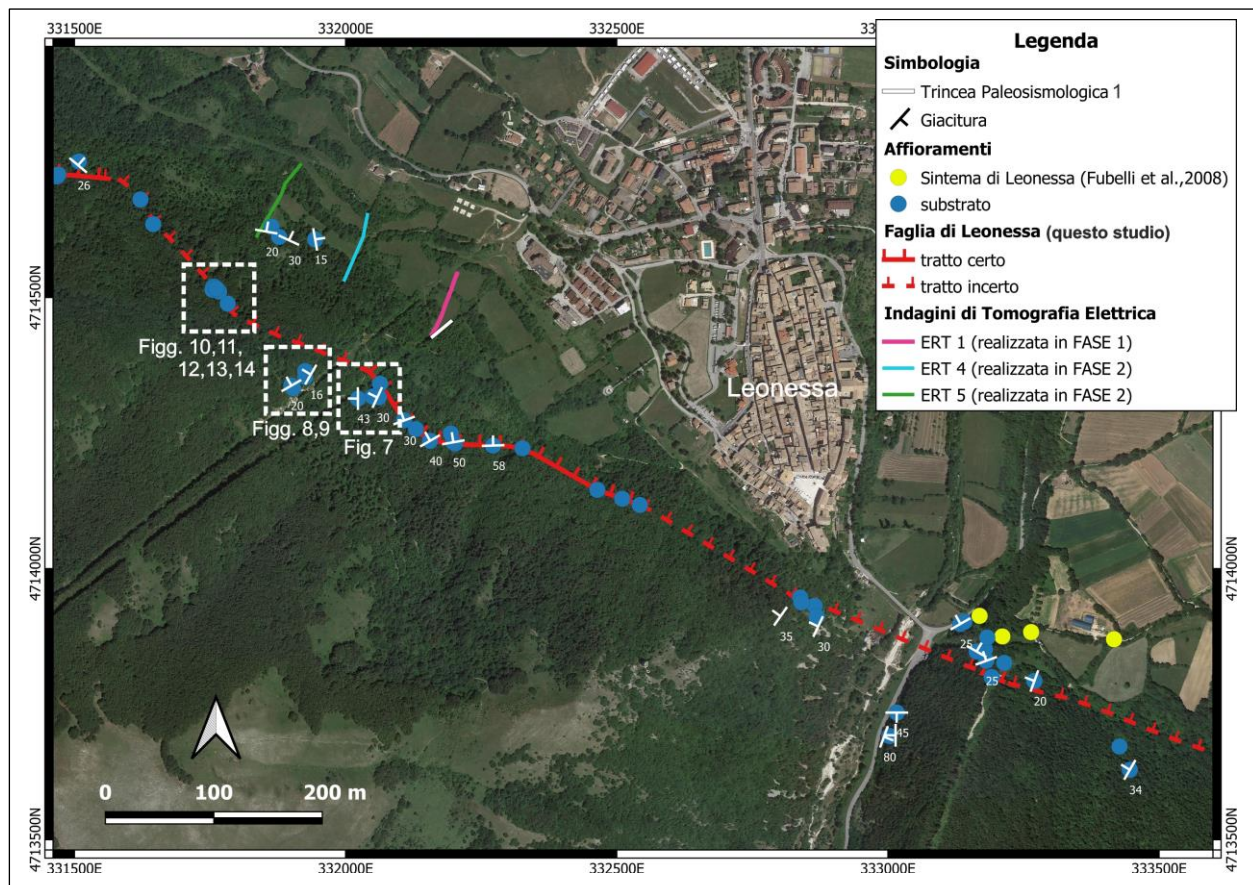 331500E
332000E
332500E
Legenda
Simbologia
Trincea Paleosismologica 1
Giacitura
Affioramenti
Sintema di Leonessa (Fubelli et al.,2008)
substrato
Faglia di Leonessa (questo studio)
tratto certo
tratto incerto
Indagini di Tomografia Elettrica
ERT 1 (realizzata in FASE 1)
ERT 4 (realizzata in FASE 2)
ERT 5 (realizzata in FASE 2)
26
20
30
15
4714500N
Figg. 10,11,
12,13,14
16
20
Figg. 8,9
43
30
Fig. 7
30
40
50
58
Leonessa
4714000N
4714000N
35
30
25
25
20
45
80
34
0
100
200 m
4713500N
4713500N
331500E
332000E
332500E
333000E
333500E